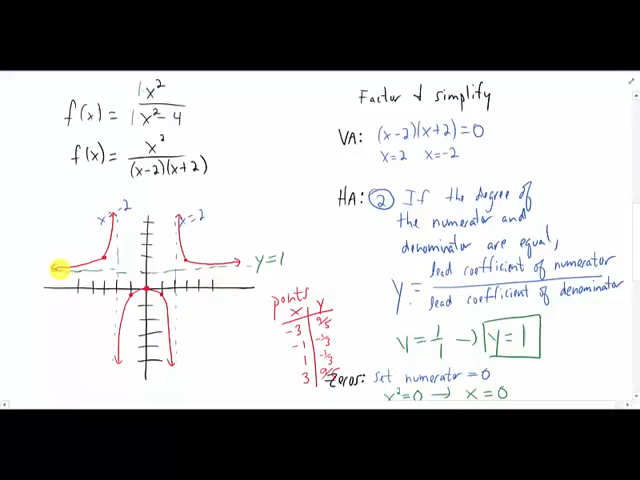 f(x) = 1x²/1x²-4
f(x) = x²/(x-2)(x+2)
x=-2
x=2
y=1
points
x y
-3 9/5
-1 -1/3
1 -1/3
3 9/5
Factor & simplify
VA: (x-2)(x+2)=0
x=2 x=-2
HA: 2 If the degree of
the numerator and
denominator are equal,
y = lead coefficient of numerator
lead coefficient of denominator
y = 1/1 → y = 1
Zeros: set numerator = 0
x²=0 → x = 0